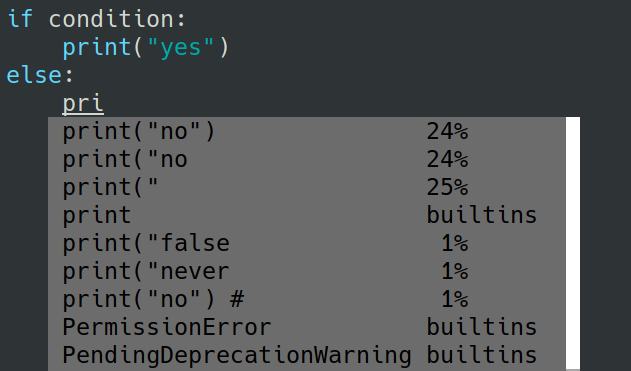 if condition:
    print("yes")
else:
    pri
    print("no")               24%
    print("no                 24%
    print("                   25%
    print                     builtins
    print("false               1%
    print("never               1%
    print("no") #              1%
    PermissionError           builtins
    PendingDeprecationWarning builtins